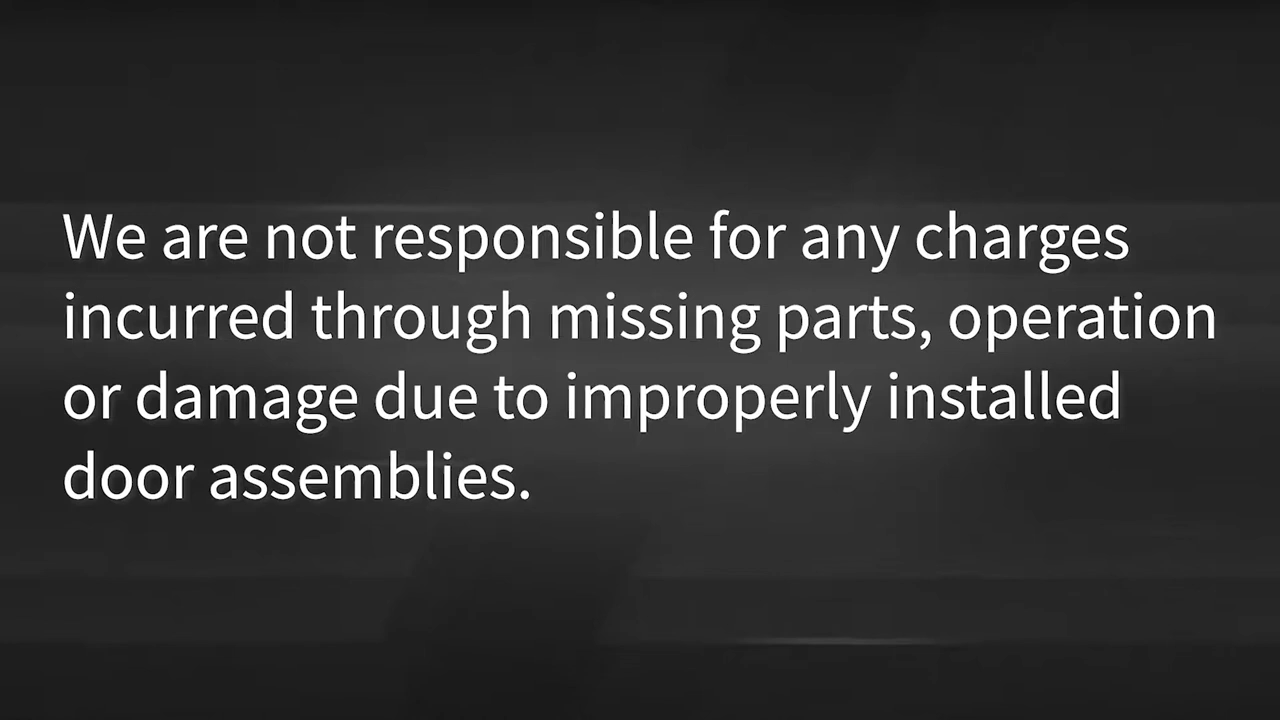 We are not responsible for any charges
incurred through missing parts, operation
or damage due to improperly installed
door assemblies.